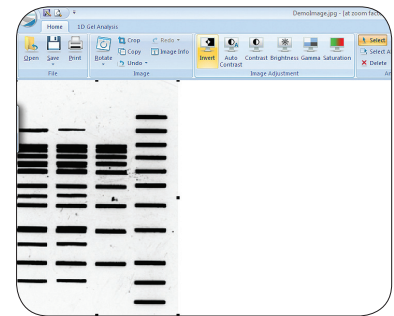 DemoImage.jpg - [at zoom fact
Home 1D Gel Analysis
Open Save Print Rotate Crop Copy Undo Redo Image Info Invert Auto Contrast Contrast Brightness Gamma Saturation Select Select A Delete
File Image Image Adjustment